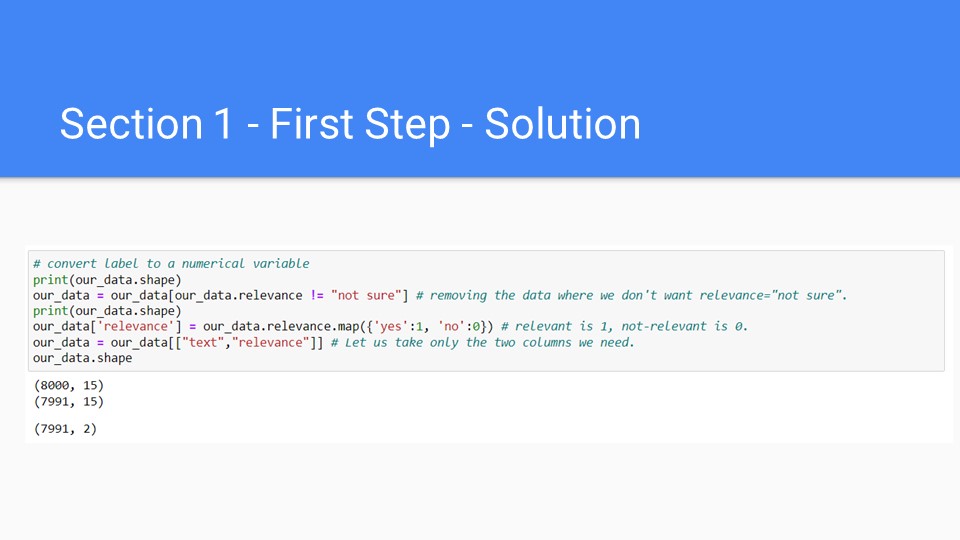 Section 1 - First Step - Solution
# convert label to a numerical variable
print(our_data.shape)
our_data = our_data[our_data.relevance != "not sure"] # removing the data where we don't want relevance="not sure".
print(our_data.shape)
our_data['relevance'] = our_data.relevance.map({'yes':1, 'no':0}) # relevant is 1, not-relevant is 0.
our_data = our_data[["text","relevance"]] # Let us take only the two columns we need.
our_data.shape
(8000, 15)
(7991, 15)
(7991, 2)